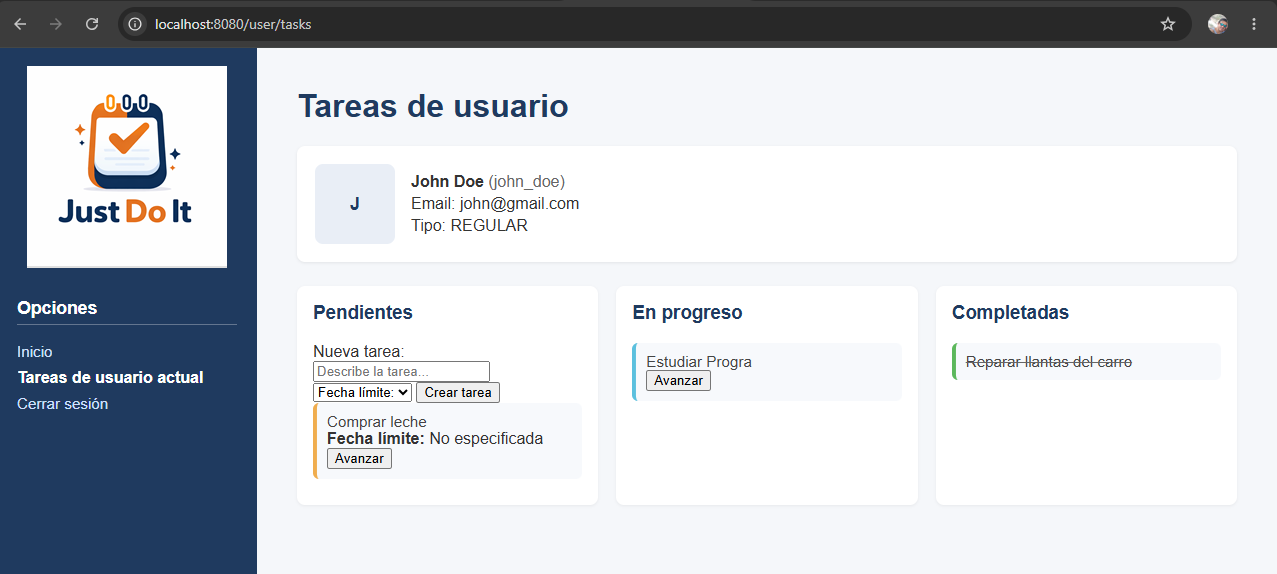 localhost:8080/user/tasks
Just Do It
Opciones
Inicio
Tareas de usuario actual
Cerrar sesión
Tareas de usuario
J
John Doe (john_doe)
Email: john@gmail.com
Tipo: REGULAR
Pendientes
Nueva tarea:
Describe la tarea...
Fecha límite: Crear tarea
Comprar leche
Fecha límite: No especificada
Avanzar
En progreso
Estudiar Progra
Avanzar
Completadas
Reparar llantas del carro